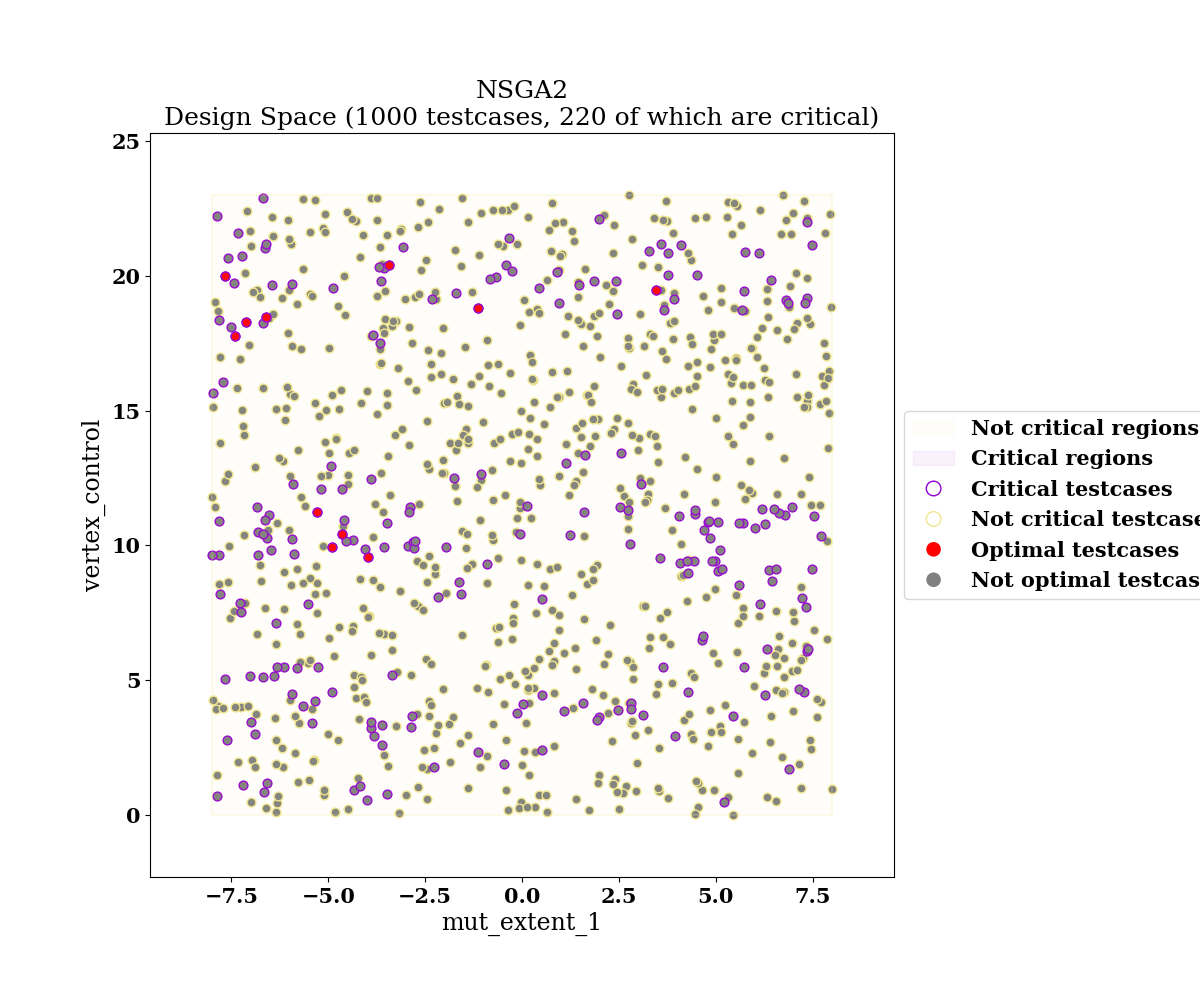 NSGA2
Design Space (1000 testcases, 220 of which are critical)
25
20
15
10
5
0
vertex_control
−7.5 −5.0 −2.5 0.0 2.5 5.0 7.5
mut_extent_1
Not critical regions
Critical regions
Critical testcases
Not critical testcase
Optimal testcases
Not optimal testcas